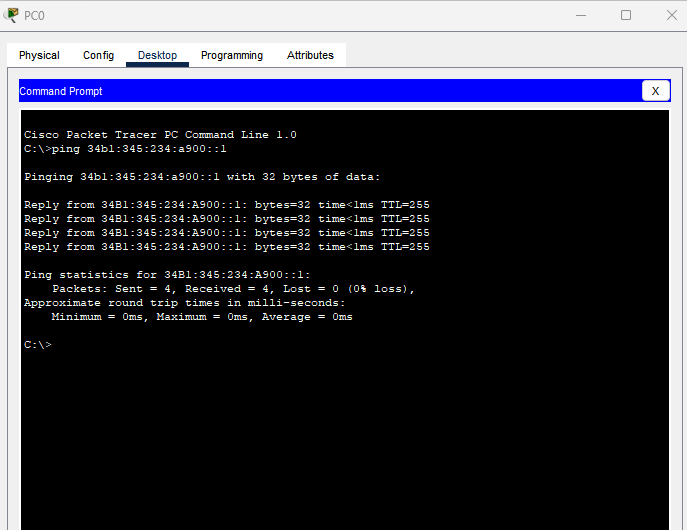 PC0
Physical Config Desktop Programming Attributes
Command Prompt X
Cisco Packet Tracer PC Command Line 1.0
C:\>ping 34b1:345:234:a900::1
Pinging 34b1:345:234:a900::1 with 32 bytes of data:
Reply from 34B1:345:234:A900::1: bytes=32 time<1ms TTL=255
Reply from 34B1:345:234:A900::1: bytes=32 time<1ms TTL=255
Reply from 34B1:345:234:A900::1: bytes=32 time<1ms TTL=255
Reply from 34B1:345:234:A900::1: bytes=32 time<1ms TTL=255
Ping statistics for 34B1:345:234:A900::1:
Packets: Sent = 4, Received = 4, Lost = 0 (0% loss),
Approximate round trip times in milli-seconds:
Minimum = 0ms, Maximum = 0ms, Average = 0ms
C:\>